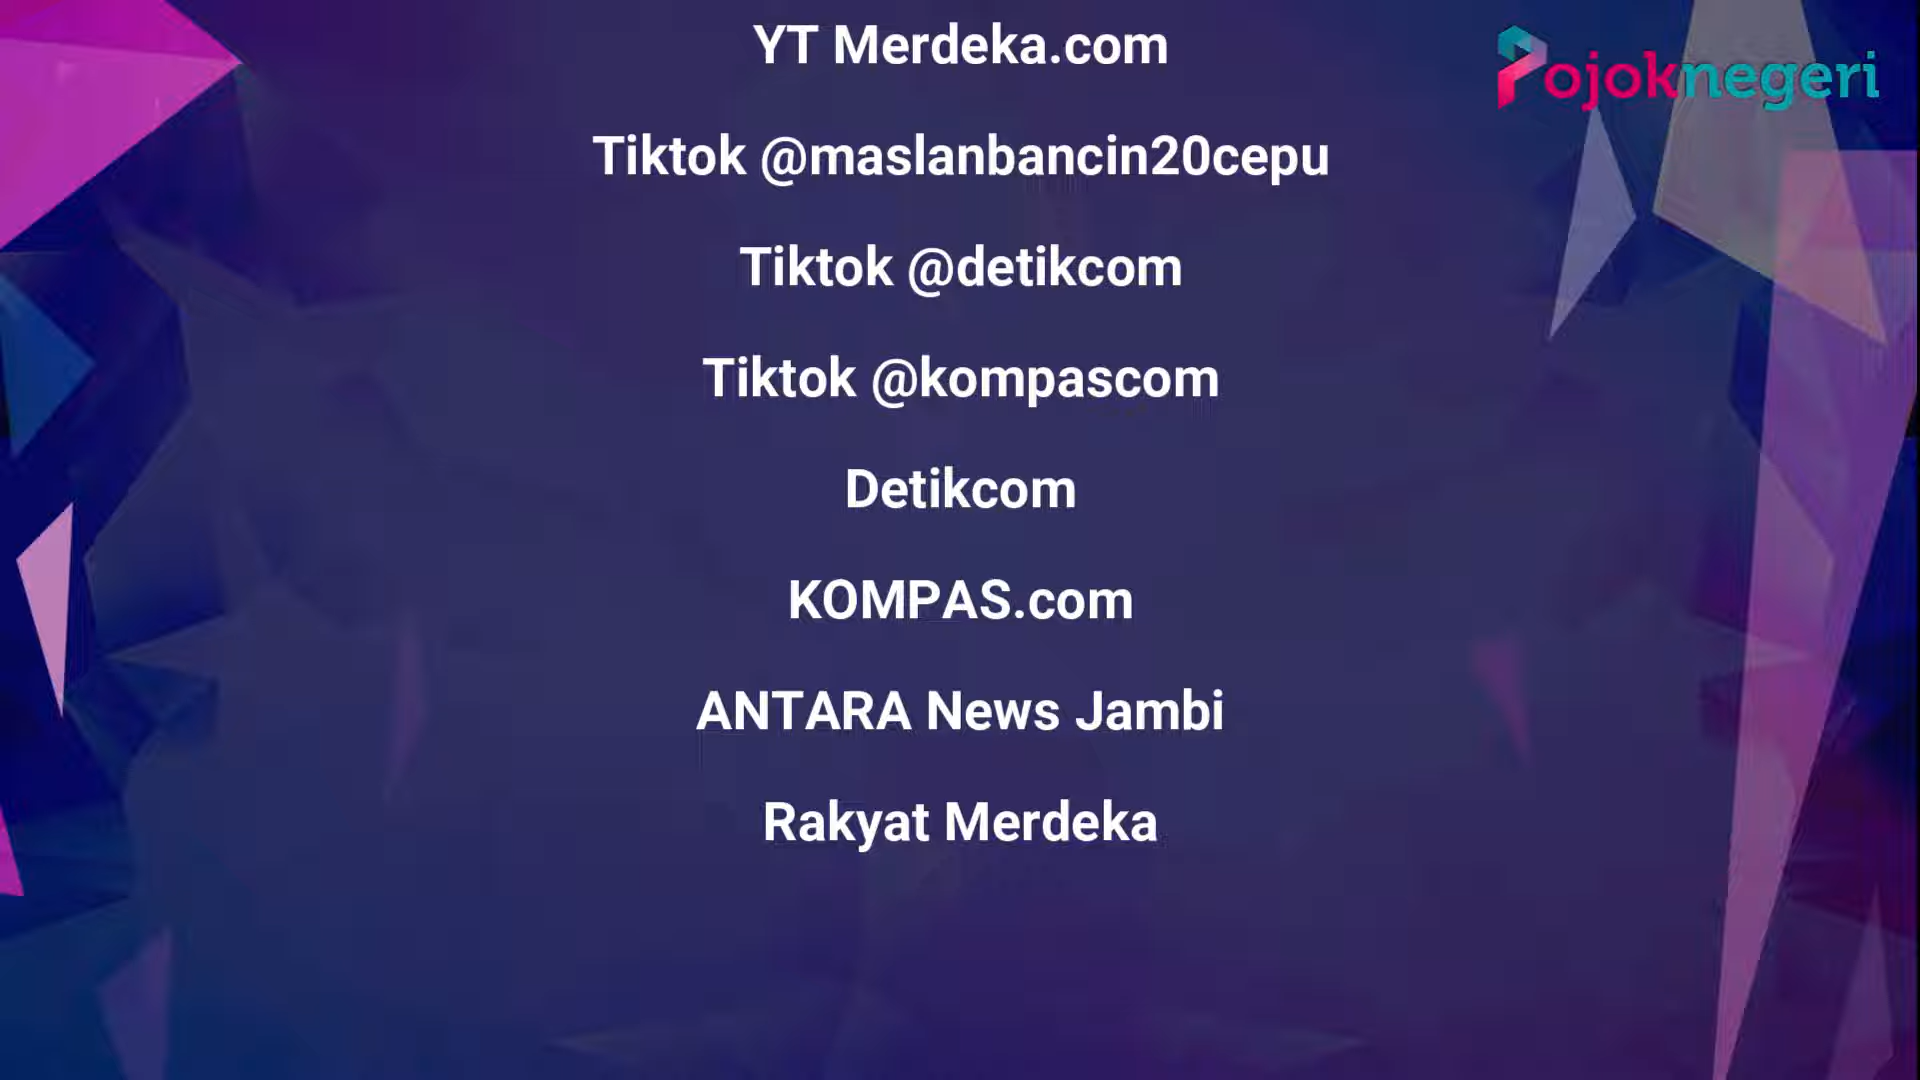 YT Merdeka.com
Pojoknegeri
Tiktok @maslanbancin20cepu
Tiktok @detikcom
Tiktok @kompascom
Detikcom
KOMPAS.com
ANTARA News Jambi
Rakyat Merdeka